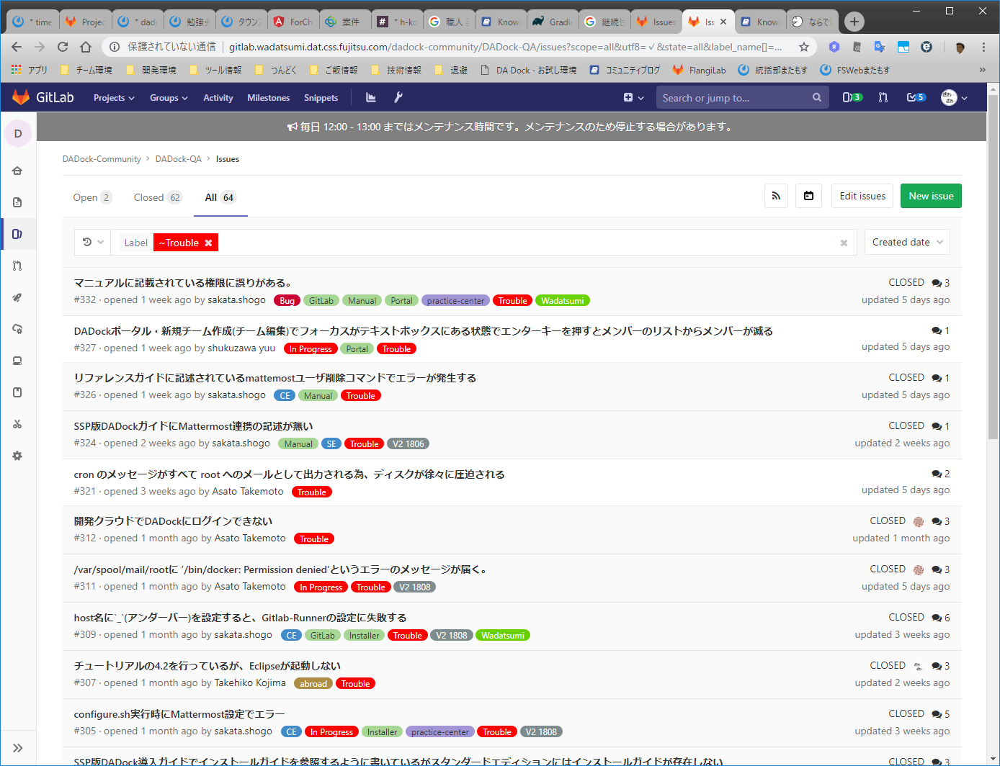 * time
Projec
* dado
勉強会
タウン
ForCh
案件
* h-ko
職人
Knowl
Gradle
継続性
Issues
Iss
Knowl
ならで
保護されていない通信 | gitlab.wadatsumi.dat.css.fujitsu.com/dadock-community/DADock-QA/issues?scope=all&utf8=✓&state=all&label_name[]=...
アプリ
チーム環境
開発環境
ツール情報
つんどく
ご飯情報
技術情報
退避
DA Dock - お試し環境
コミュニティブログ
FlangiLab
統括部またもす
FSWebまたもす
»
GitLab
Projects
Groups
Activity
Milestones
Snippets
Search or jump to...
3
5
D
毎日 12:00 - 13:00 まではメンテナンス時間です。メンテナンスのため停止する場合があります。
DADock-Community > DADock-QA > Issues
Open 2
Closed 62
All 64
Edit issues
New issue
Label ~Trouble
Created date
マニュアルに記載されている権限に誤りがある。
CLOSED 3
#332 · opened 1 week ago by sakata.shogo Bug GitLab Manual Portal practice-center Trouble Wadatsumi
updated 5 days ago
DADockポータル・新規チーム作成(チーム編集)でフォーカスがテキストボックスにある状態でエンターキーを押すとメンバーのリストからメンバーが減る
1
#327 · opened 1 week ago by shukuzawa yuu In Progress Portal Trouble
updated 5 days ago
リファレンスガイドに記述されているmattemostユーザ削除コマンドでエラーが発生する
CLOSED 1
#326 · opened 1 week ago by sakata.shogo CE Manual Trouble
updated 5 days ago
SSP版DADockガイドにMattermost連携の記述が無い
CLOSED 1
#324 · opened 2 weeks ago by sakata.shogo Manual SE Trouble V2 1806
updated 2 weeks ago
cron のメッセージがすべて root へのメールとして出力される為、ディスクが徐々に圧迫される
2
#321 · opened 3 weeks ago by Asato Takemoto Trouble
updated 5 days ago
開発クラウドでDADockにログインできない
CLOSED 3
#312 · opened 1 month ago by Asato Takemoto Trouble
updated 1 month ago
/var/spool/mail/rootに '/bin/docker: Permission denied'というエラーのメッセージが届く。
CLOSED 3
#311 · opened 1 month ago by Asato Takemoto In Progress Trouble V2 1808
updated 5 days ago
host名に`_`(アンダーバー)を設定すると、Gitlab-Runnerの設定に失敗する
CLOSED 6
#309 · opened 1 month ago by sakata.shogo CE GitLab Installer Trouble V2 1808 Wadatsumi
updated 3 weeks ago
チュートリアルの4.2を行っているが、Eclipseが起動しない
CLOSED 3
#307 · opened 1 month ago by Takehiko Kojima abroad Trouble
updated 2 weeks ago
configure.sh実行時にMattermost設定でエラー
CLOSED 5
#305 · opened 1 month ago by sakata.shogo CE In Progress Installer practice-center Trouble V2 1808
updated 3 weeks ago
SSP版DADock導入ガイドでインストールガイドを参照するように書いているがスタンダードエディションにはインストールガイドが存在しない
CLOSED 3